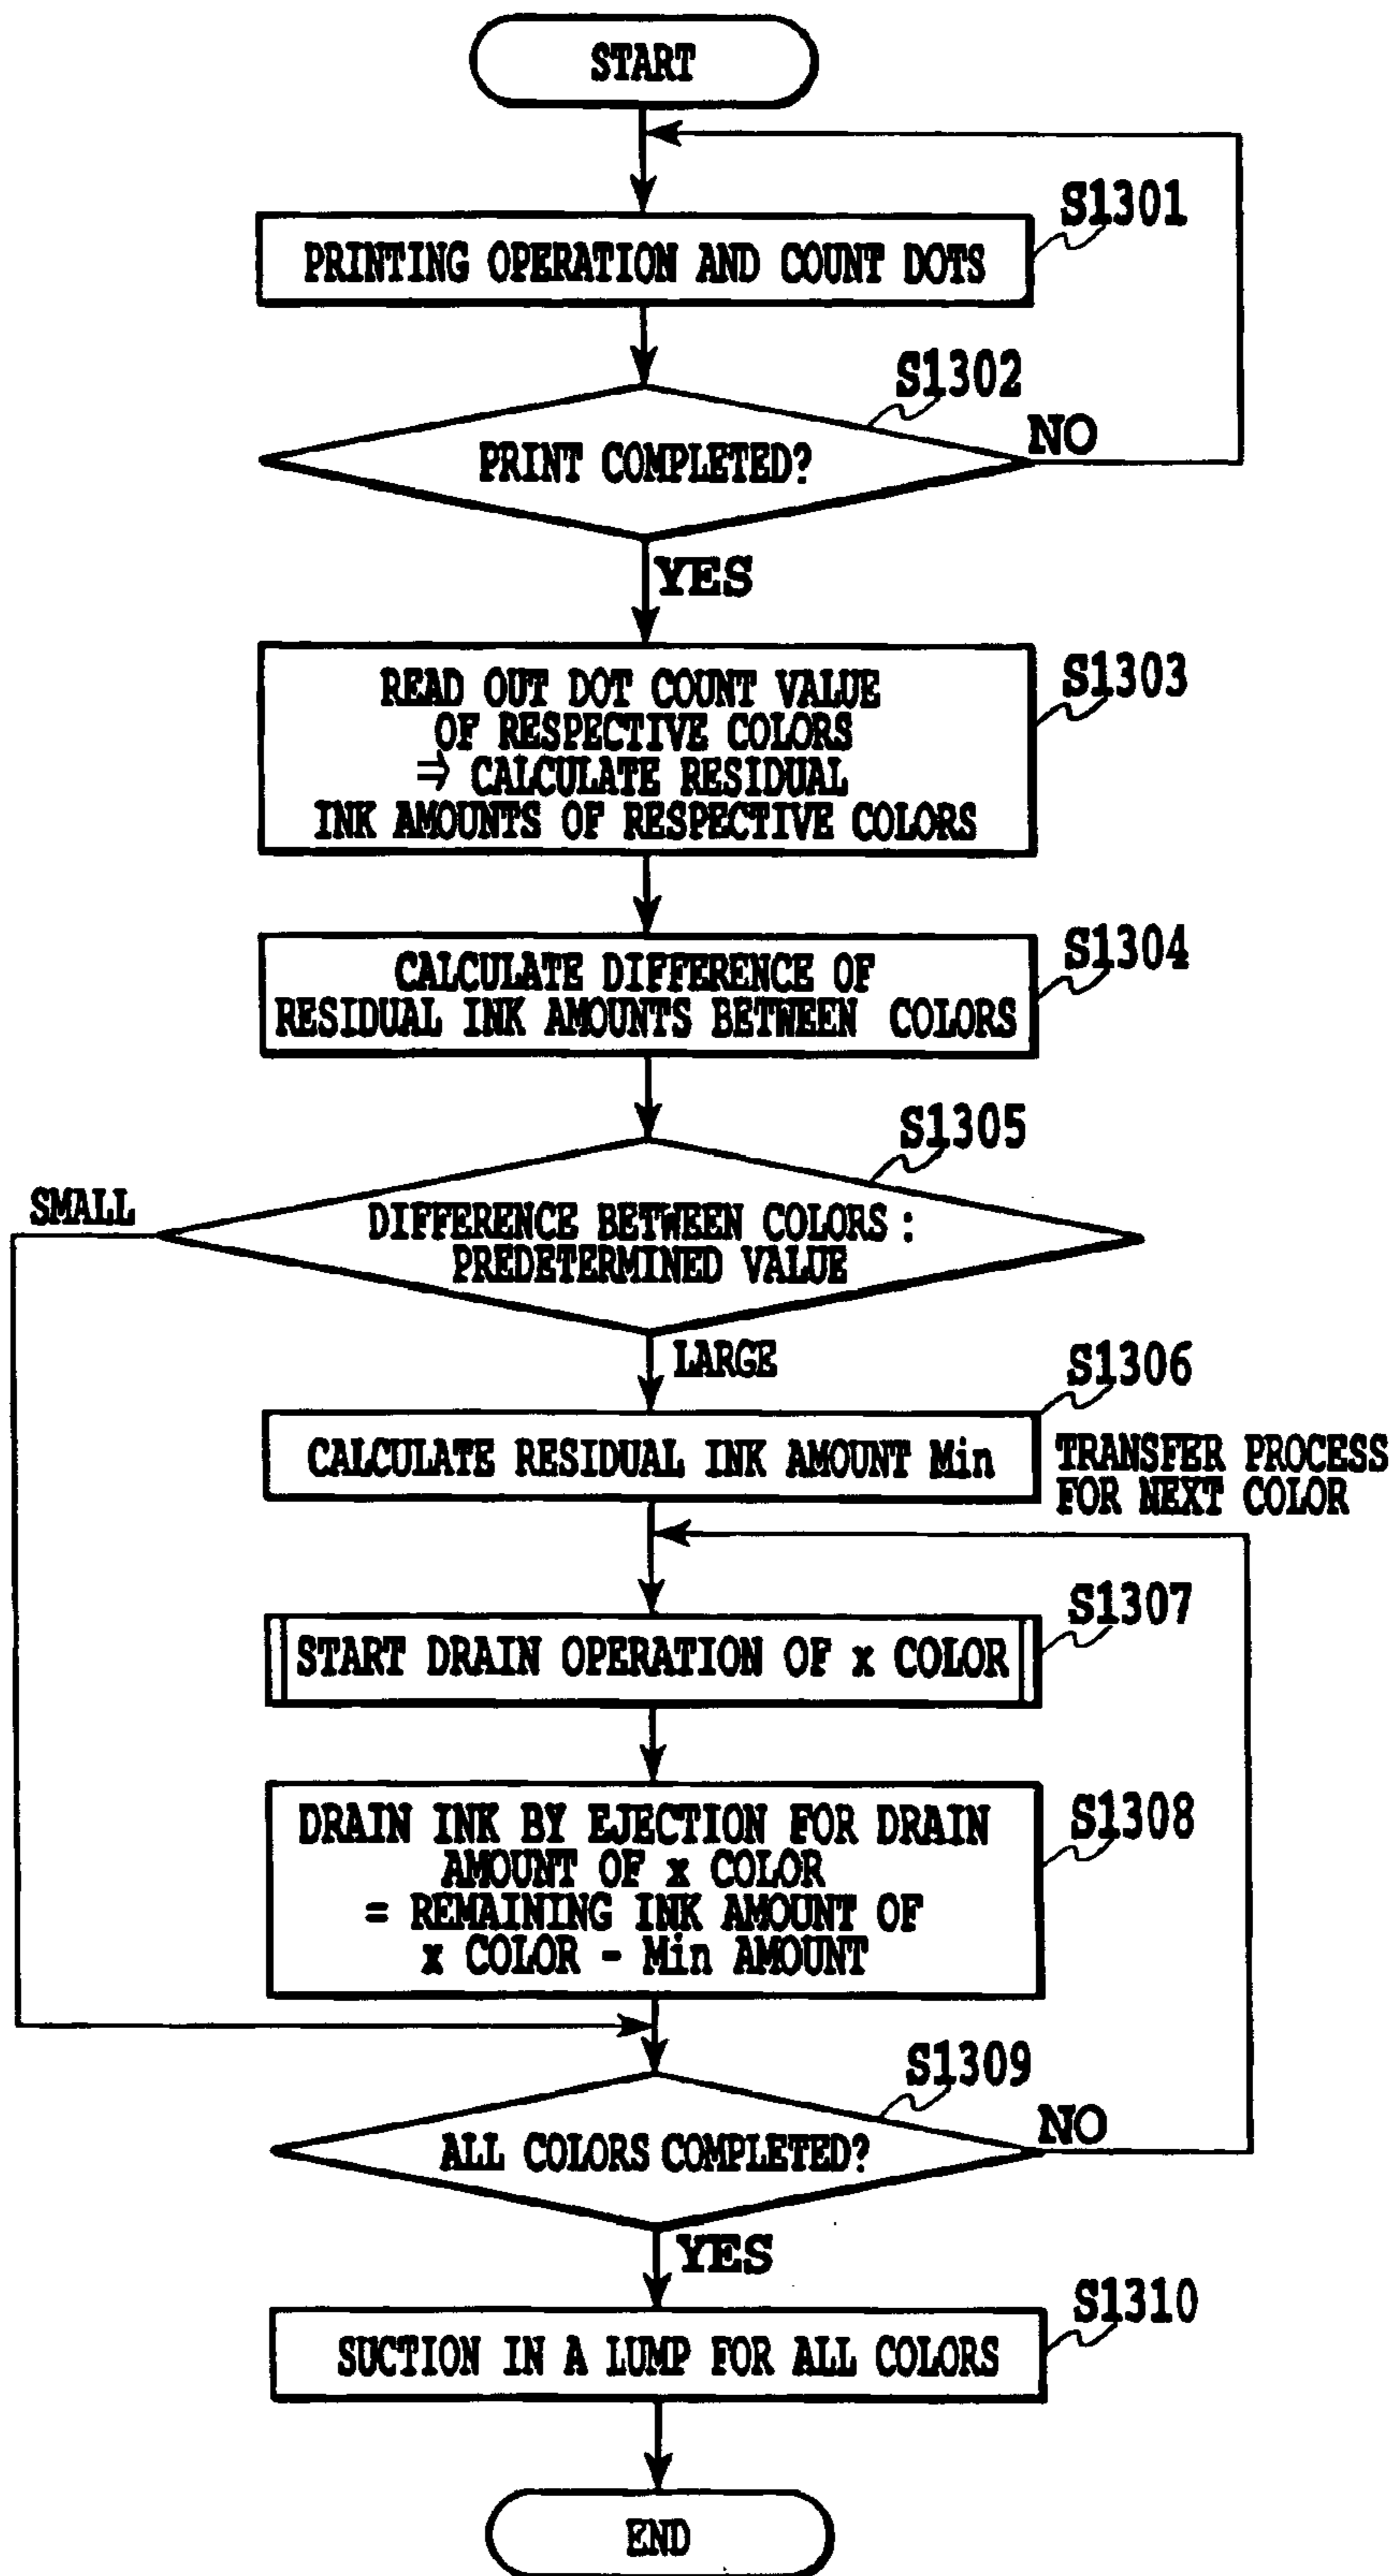 START
S1301
PRINTING OPERATION AND COUNT DOTS
S1302
PRINT COMPLETED?
NO
YES
S1303
READ OUT DOT COUNT VALUE
OF RESPECTIVE COLORS
⇒ CALCULATE RESIDUAL
INK AMOUNTS OF RESPECTIVE COLORS
S1304
CALCULATE DIFFERENCE OF
RESIDUAL INK AMOUNTS BETWEEN COLORS
S1305
SMALL
DIFFERENCE BETWEEN COLORS :
PREDETERMINED VALUE
LARGE
S1306
CALCULATE RESIDUAL INK AMOUNT Min
TRANSFER PROCESS
FOR NEXT COLOR
S1307
START DRAIN OPERATION OF x COLOR
S1308
DRAIN INK BY EJECTION FOR DRAIN
AMOUNT OF x COLOR
= REMAINING INK AMOUNT OF
x COLOR - Min AMOUNT
S1309
ALL COLORS COMPLETED?
NO
YES
S1310
SUCTION IN A LUMP FOR ALL COLORS
END